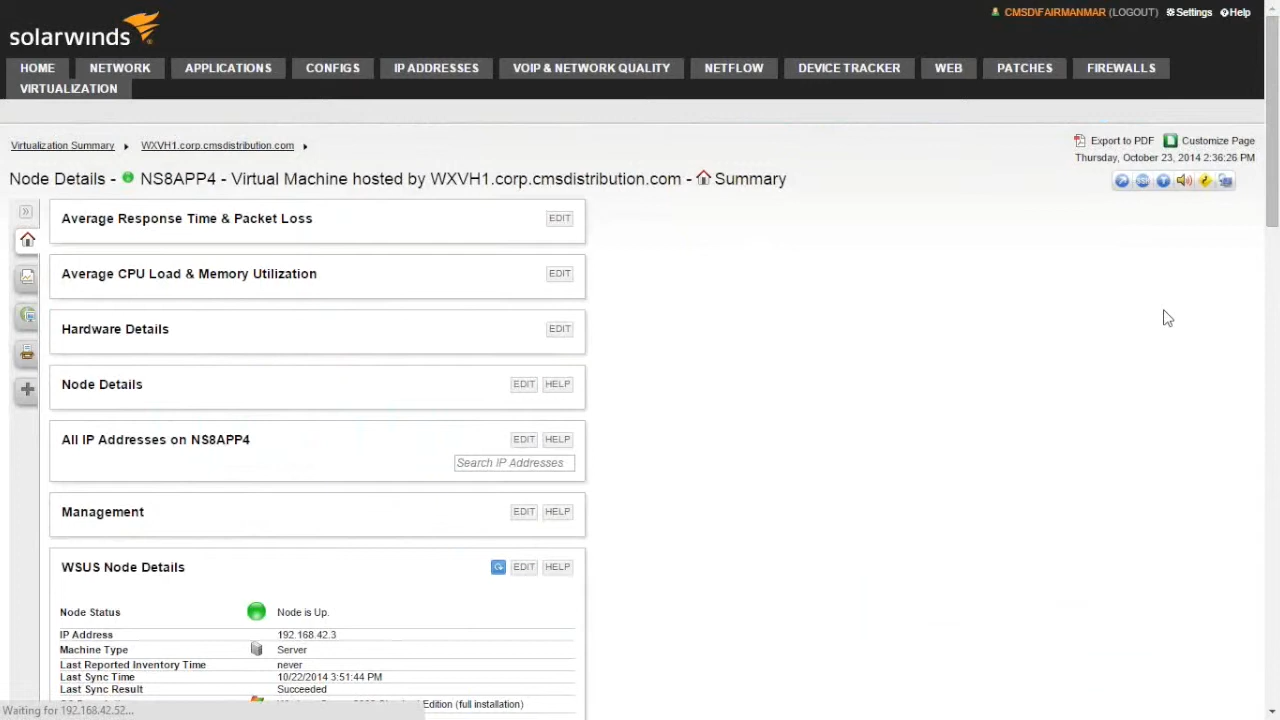 CMSD\FAIRMANMAR (LOGOUT) Settings Help
solarwinds
HOME NETWORK APPLICATIONS CONFIGS IP ADDRESSES VOIP & NETWORK QUALITY NETFLOW DEVICE TRACKER WEB PATCHES FIREWALLS
VIRTUALIZATION
Virtualization Summary WXVH1.corp.cmsdistribution.com
Export to PDF Customize Page
Thursday, October 23, 2014 2:36:26 PM
Node Details - NS8APP4 - Virtual Machine hosted by WXVH1.corp.cmsdistribution.com - Summary
Average Response Time & Packet Loss EDIT
Average CPU Load & Memory Utilization EDIT
Hardware Details EDIT
Node Details EDIT HELP
All IP Addresses on NS8APP4 EDIT HELP
Search IP Addresses
Management EDIT HELP
WSUS Node Details EDIT HELP
Node Status Node is Up.
IP Address 192.168.42.3
Machine Type Server
Last Reported Inventory Time never
Last Sync Time 10/22/2014 3:51:44 PM
Last Sync Result Succeeded
Edition (full installation)
Waiting for 192.168.42.52...